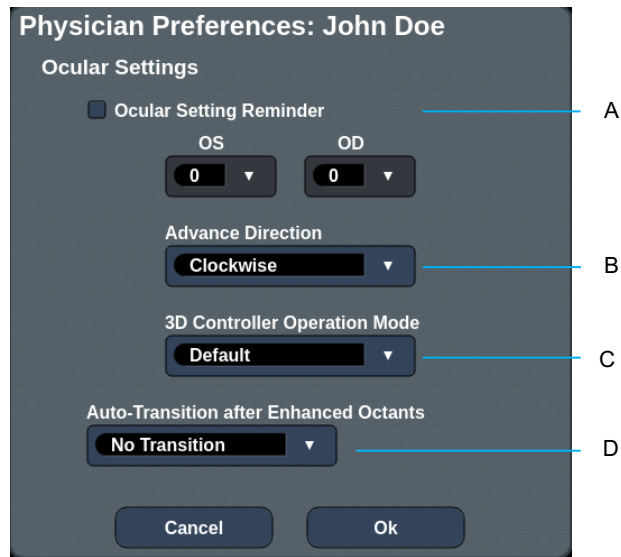 Physician Preferences: John Doe
Ocular Settings
Ocular Setting Reminder
A
OS OD
0 0
Advance Direction
Clockwise
B
3D Controller Operation Mode
Default
C
Auto-Transition after Enhanced Octants
No Transition
D
Cancel Ok